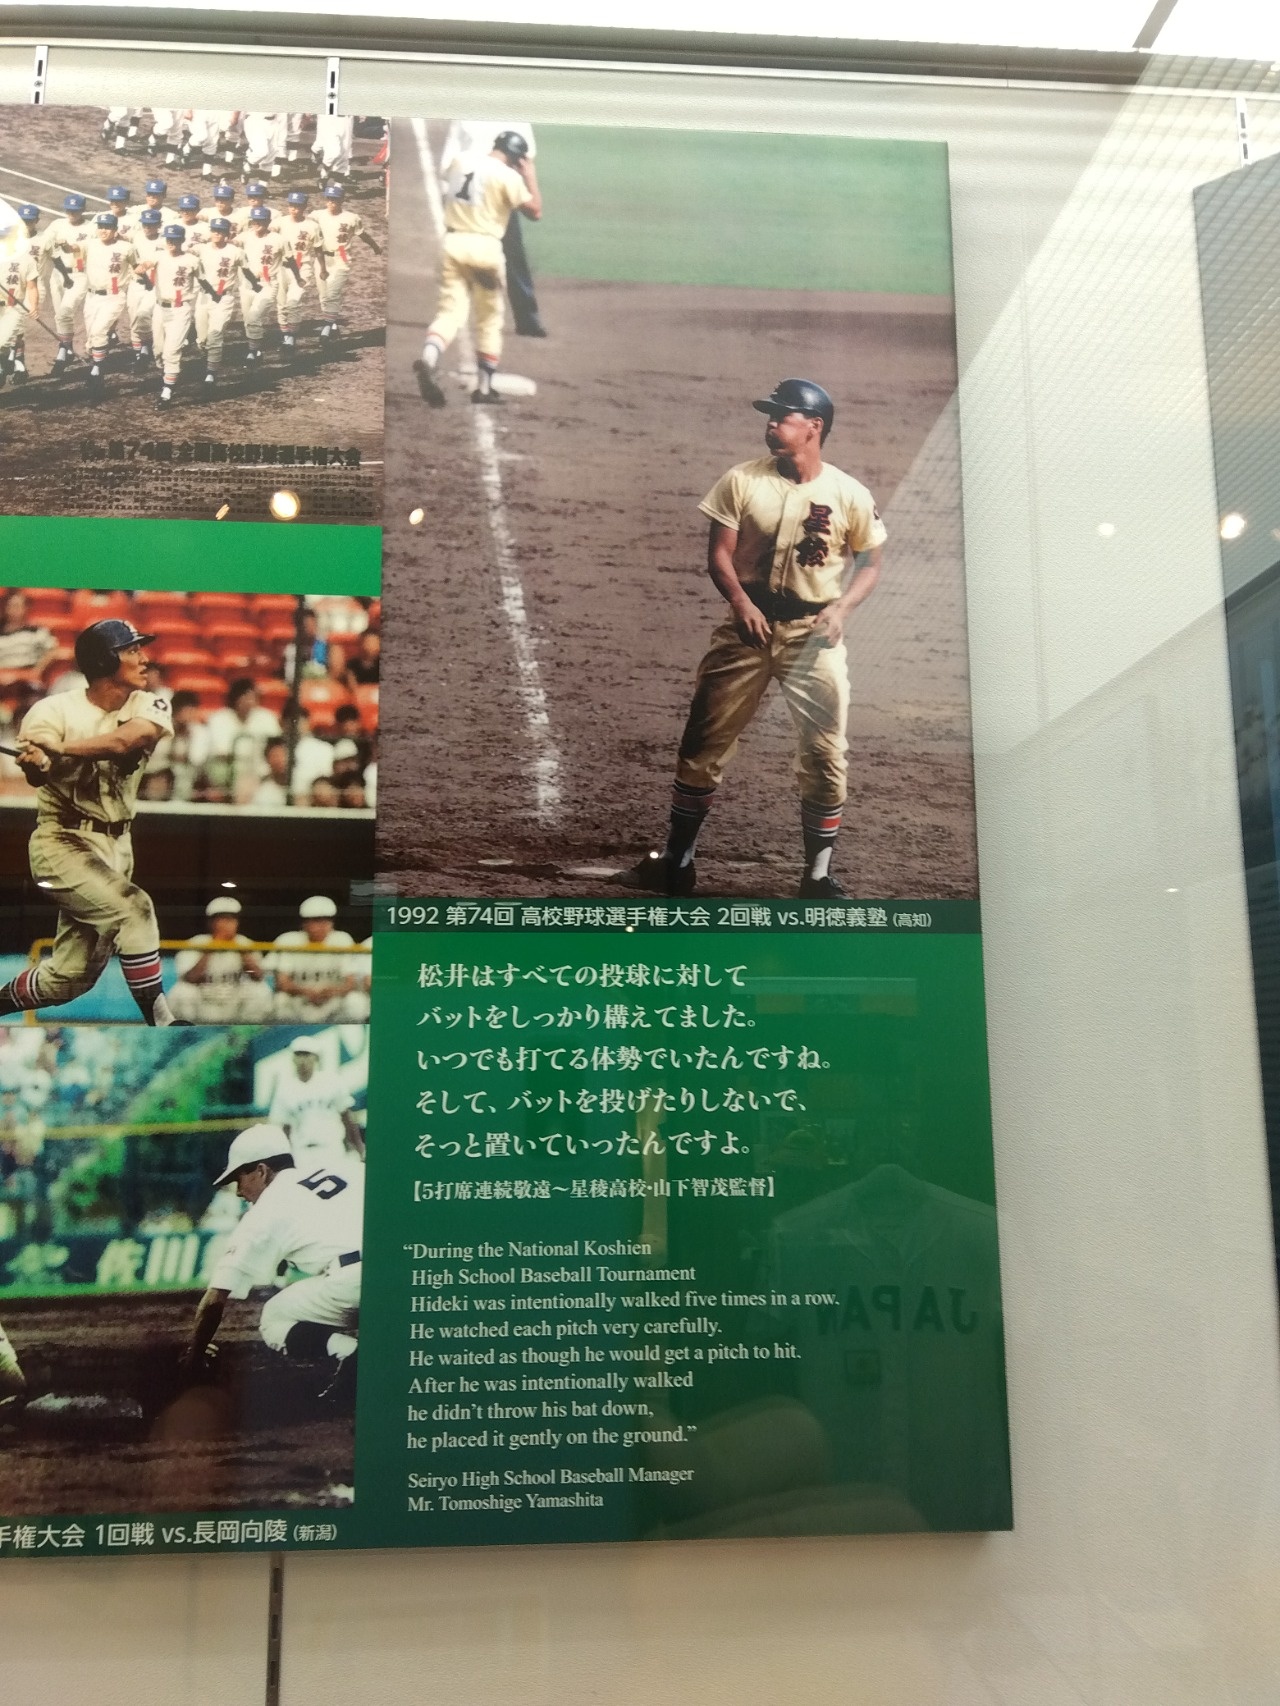 星稜
第74回 全国高校野球選手権大会
1
星稜
1992 第74回 高校野球選手権大会 2回戦 vs.明徳義塾 (高知)
松井はすべての投球に対して
バットをしっかり構えてました。
いつでも打てる体勢でいたんですね。
そして、バットを投げたりしないで、
そっと置いていったんですよ。
【5打席連続敬遠〜星稜高校・山下智茂監督】
“During the National Koshien
High School Baseball Tournament
Hideki was intentionally walked five times in a row.
He watched each pitch very carefully.
He waited as though he would get a pitch to hit.
After he was intentionally walked
he didn’t throw his bat down,
he placed it gently on the ground.”
Seiryo High School Baseball Manager
Mr. Tomoshige Yamashita
JAPAN
5
佐川
手権大会 1回戦 vs.長岡向陵 (新潟)